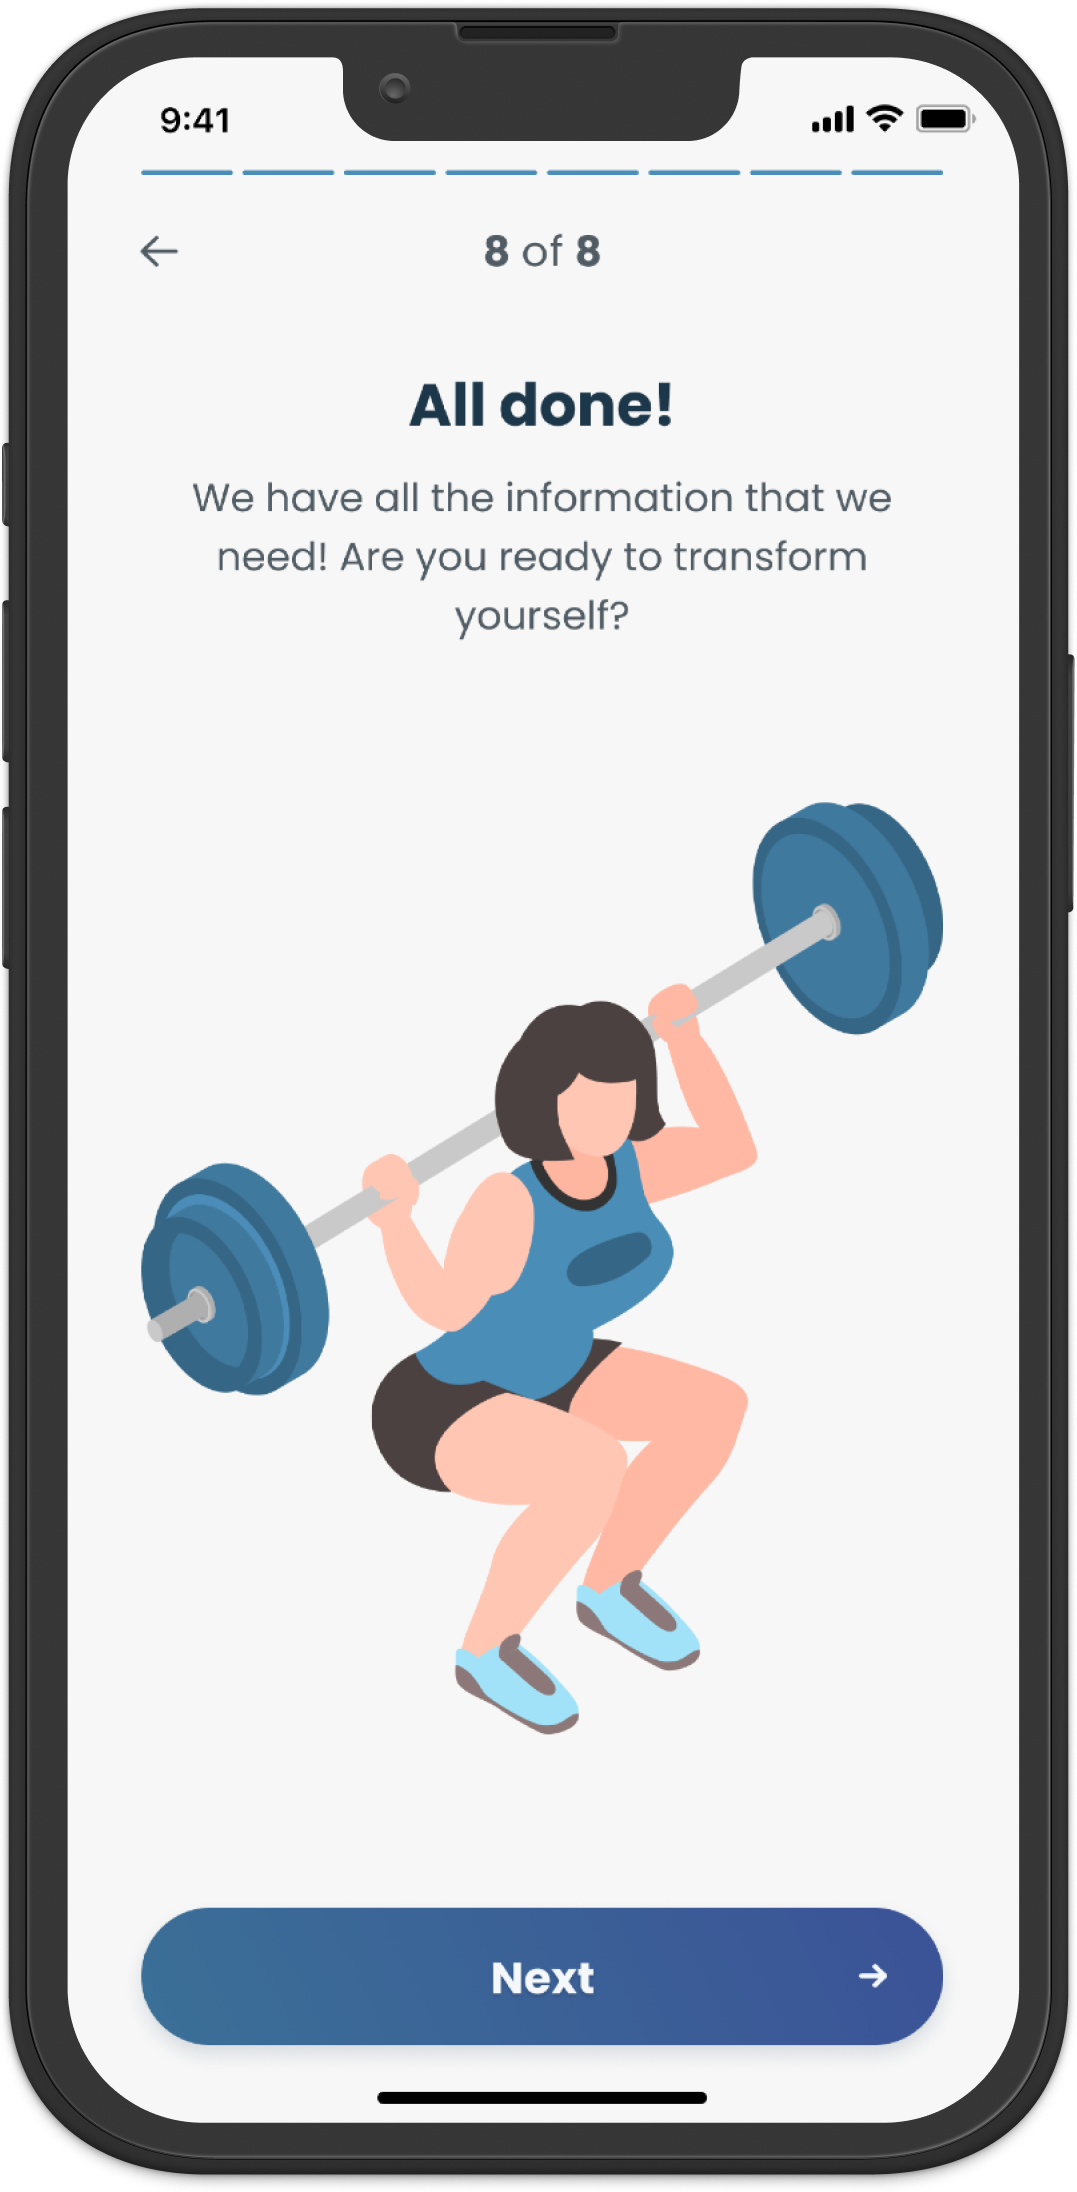 9:41
8 of 8
All done!
We have all the information that we
need! Are you ready to transform
yourself?
Next